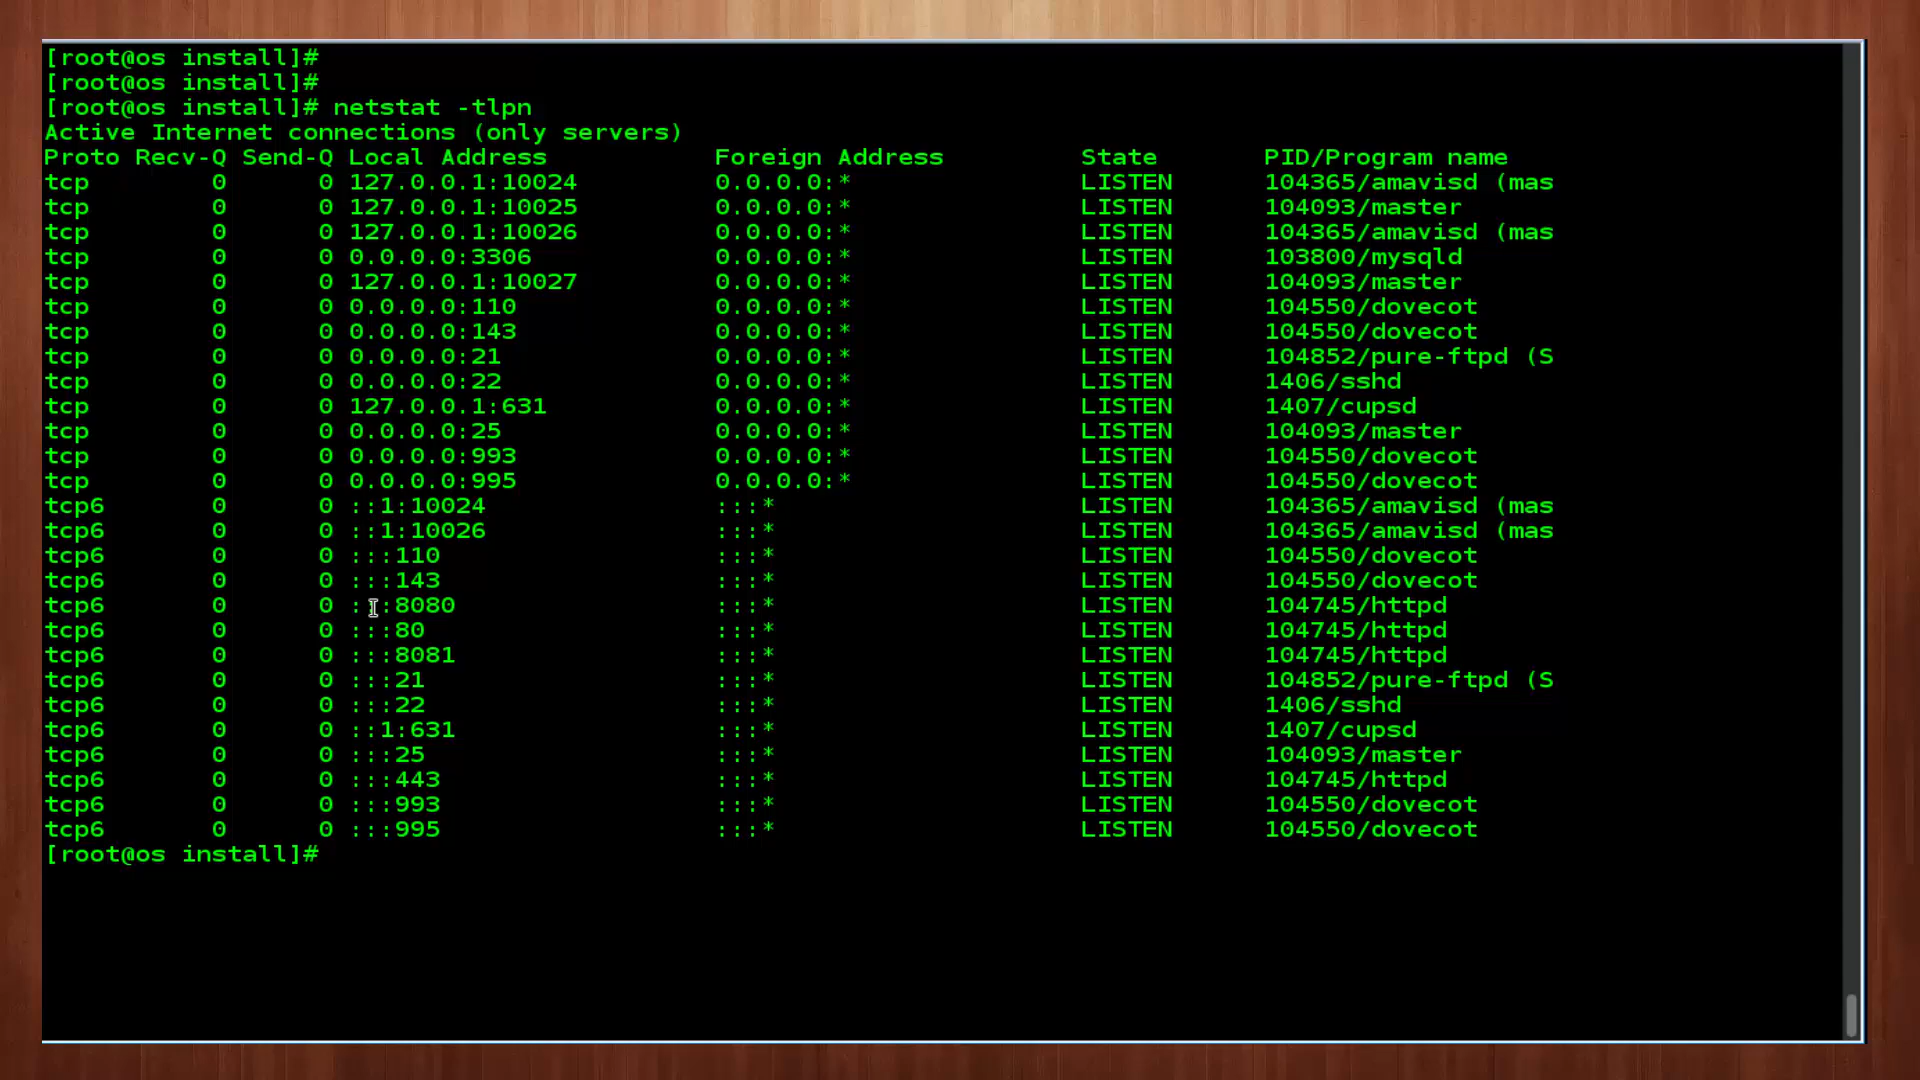 [root@os install]#
[root@os install]#
[root@os install]# netstat -tlpn
Active Internet connections (only servers)
Proto Recv-Q Send-Q Local Address           Foreign Address         State       PID/Program name
tcp        0      0 127.0.0.1:10024         0.0.0.0:*               LISTEN      104365/amavisd (mas
tcp        0      0 127.0.0.1:10025         0.0.0.0:*               LISTEN      104093/master
tcp        0      0 127.0.0.1:10026         0.0.0.0:*               LISTEN      104365/amavisd (mas
tcp        0      0 0.0.0.0:3306            0.0.0.0:*               LISTEN      103800/mysqld
tcp        0      0 127.0.0.1:10027         0.0.0.0:*               LISTEN      104093/master
tcp        0      0 0.0.0.0:110             0.0.0.0:*               LISTEN      104550/dovecot
tcp        0      0 0.0.0.0:143             0.0.0.0:*               LISTEN      104550/dovecot
tcp        0      0 0.0.0.0:21              0.0.0.0:*               LISTEN      104852/pure-ftpd (S
tcp        0      0 0.0.0.0:22              0.0.0.0:*               LISTEN      1406/sshd
tcp        0      0 127.0.0.1:631           0.0.0.0:*               LISTEN      1407/cupsd
tcp        0      0 0.0.0.0:25              0.0.0.0:*               LISTEN      104093/master
tcp        0      0 0.0.0.0:993             0.0.0.0:*               LISTEN      104550/dovecot
tcp        0      0 0.0.0.0:995             0.0.0.0:*               LISTEN      104550/dovecot
tcp6       0      0 ::1:10024               :::*                    LISTEN      104365/amavisd (mas
tcp6       0      0 ::1:10026               :::*                    LISTEN      104365/amavisd (mas
tcp6       0      0 :::110                  :::*                    LISTEN      104550/dovecot
tcp6       0      0 :::143                  :::*                    LISTEN      104550/dovecot
tcp6       0      0 :::8080                 :::*                    LISTEN      104745/httpd
tcp6       0      0 :::80                   :::*                    LISTEN      104745/httpd
tcp6       0      0 :::8081                 :::*                    LISTEN      104745/httpd
tcp6       0      0 :::21                   :::*                    LISTEN      104852/pure-ftpd (S
tcp6       0      0 :::22                   :::*                    LISTEN      1406/sshd
tcp6       0      0 ::1:631                 :::*                    LISTEN      1407/cupsd
tcp6       0      0 :::25                   :::*                    LISTEN      104093/master
tcp6       0      0 :::443                  :::*                    LISTEN      104745/httpd
tcp6       0      0 :::993                  :::*                    LISTEN      104550/dovecot
tcp6       0      0 :::995                  :::*                    LISTEN      104550/dovecot
[root@os install]#